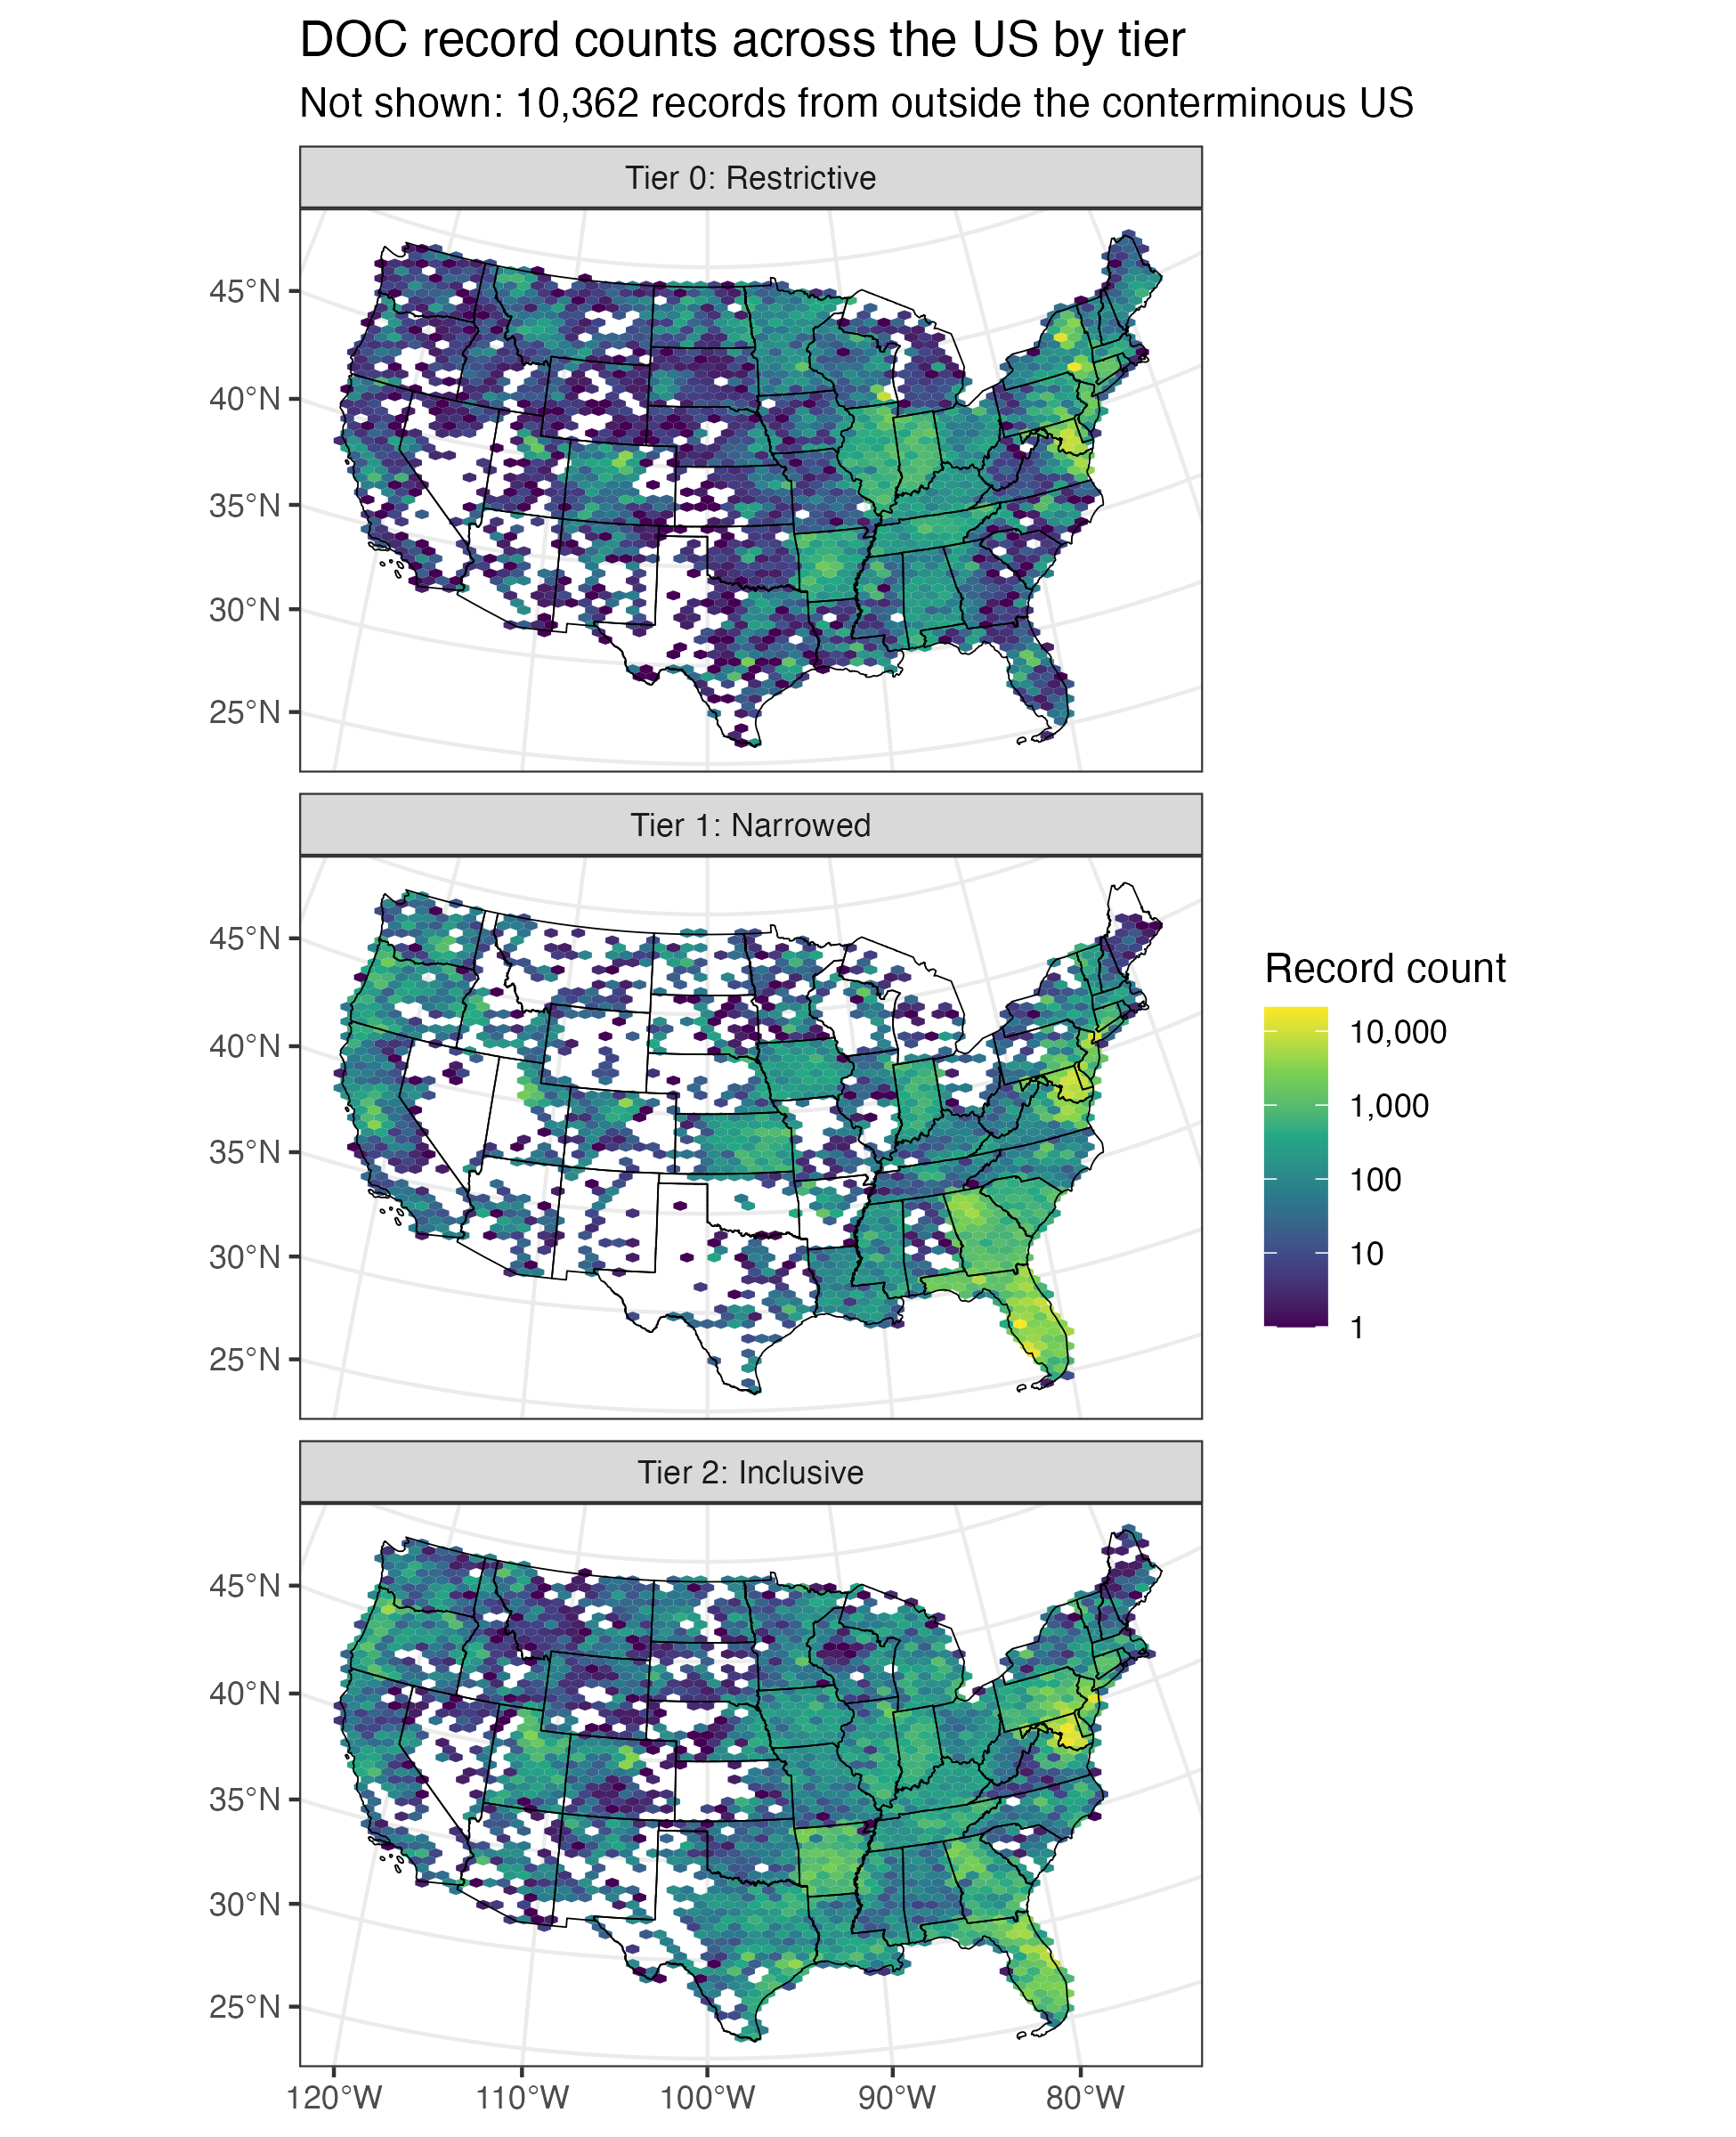 DOC record counts across the US by tier
Not shown: 10,362 records from outside the conterminous US
Tier 0: Restrictive
45°N
40°N
35°N
30°N
25°N
Tier 1: Narrowed
45°N
40°N
35°N
30°N
25°N
Record count
10,000
1,000
100
10
1
Tier 2: Inclusive
45°N
40°N
35°N
30°N
25°N
120°W 110°W 100°W 90°W 80°W